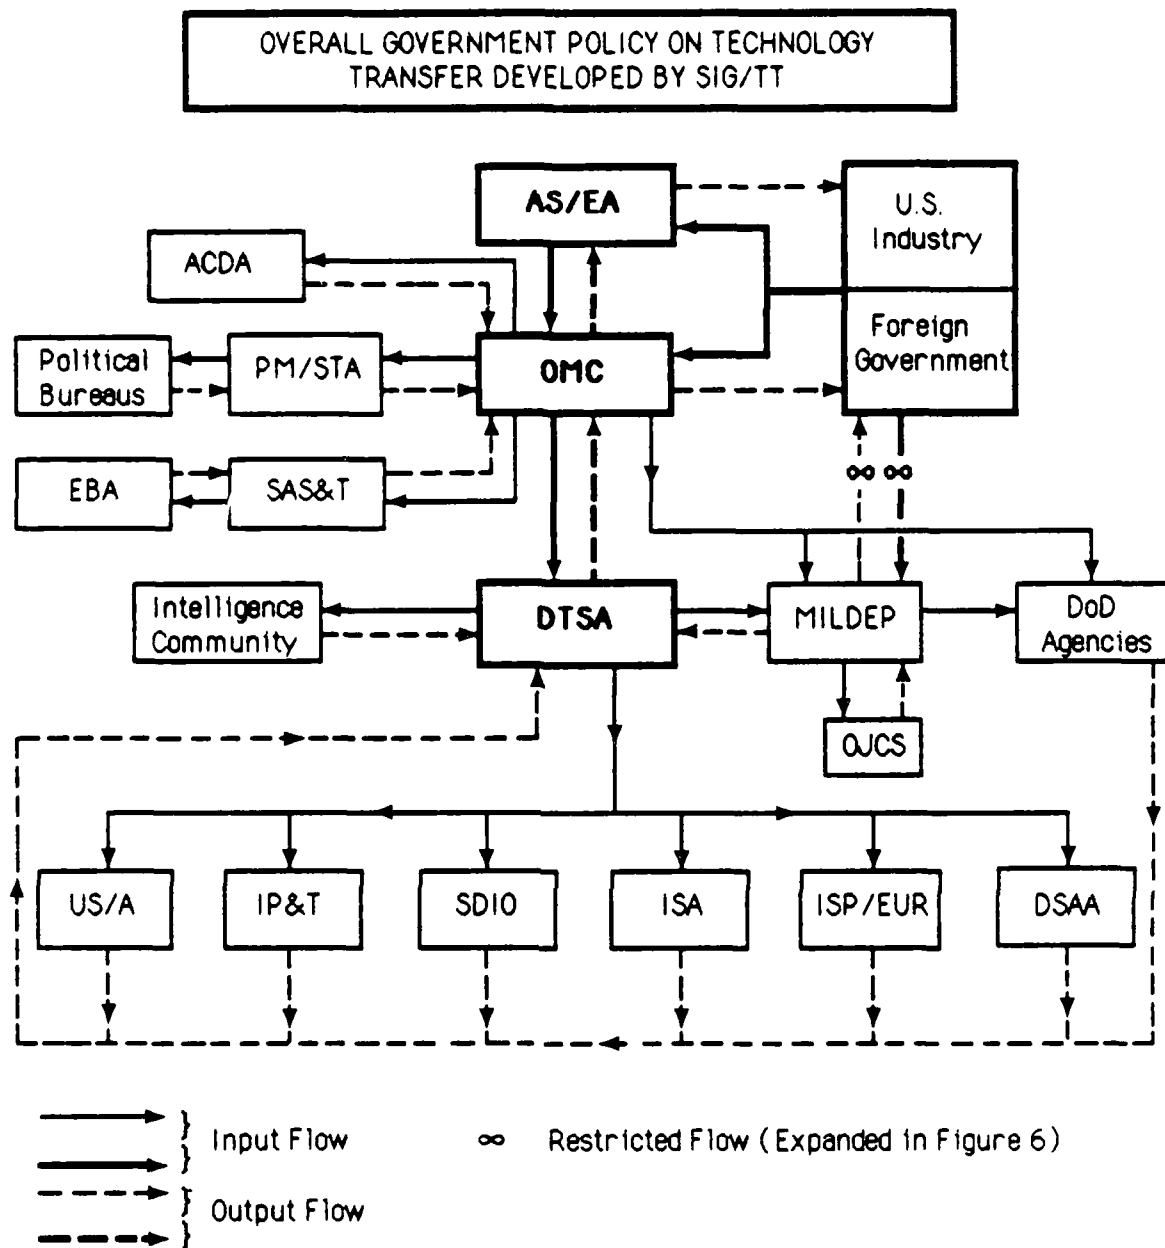 OVERALL GOVERNMENT POLICY ON TECHNOLOGY
TRANSFER DEVELOPED BY SIG/TT
AS/EA
U.S.
Industry
ACDA
Foreign
Government
Political
Bureaus
PM/STA
OMC
EBA
SAS&T
Intelligence
Community
DTSA
MILDEP
DoD
Agencies
OJCS
US/A
IP&T
SDIO
ISA
ISP/EUR
DSAA
Input Flow
∞ Restricted Flow (Expanded in Figure 6)
Output Flow